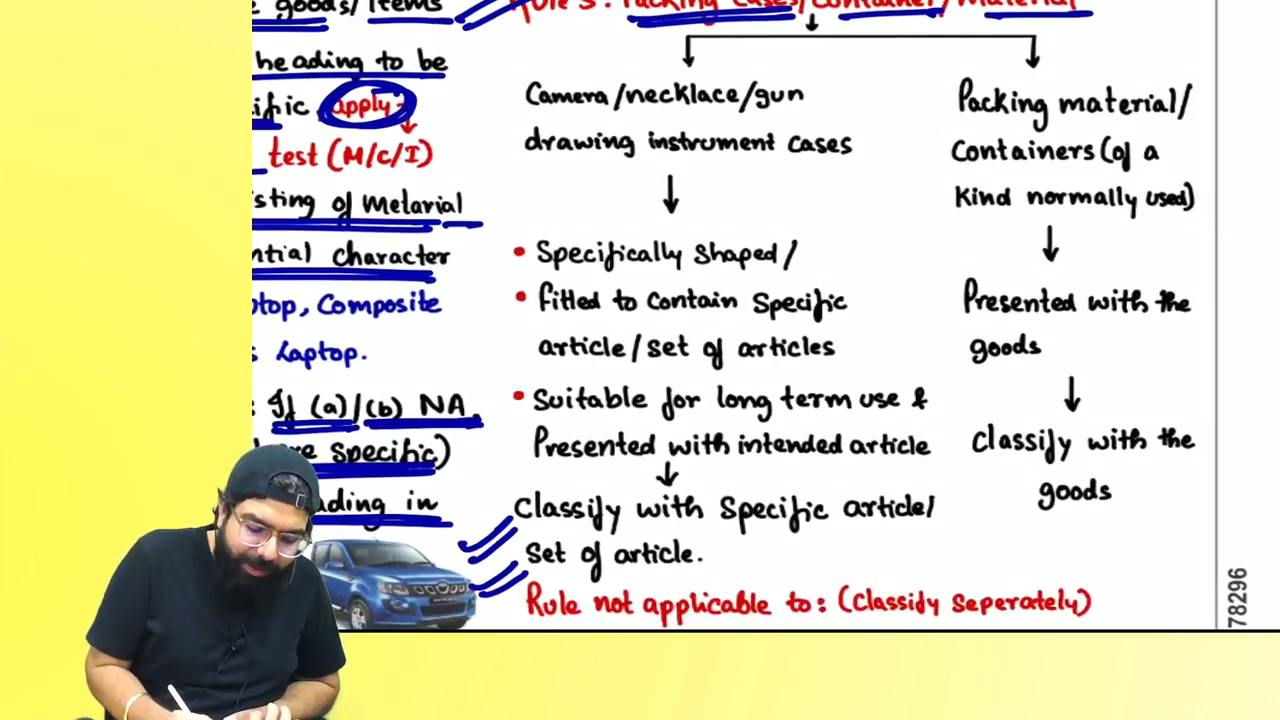 goods/ items
heading to be
ific, apply
test (M/C/I)
isting of Metarial
ntial character
top, Composite
s Laptop.
: If (a)/(b) NA,
re specific)
ading in
Rule 5: Packing Cases/Container/Material
Camera/necklace/gun
drawing instrument cases
• Specifically shaped/
• fitted to contain specific
article/set of articles
• Suitable for long term use &
Presented with intended article
Classify with specific article/
set of article.
Rule not applicable to: (Classify Seperately)
Packing material/
Containers (of a
kind normally used)
Presented with the
goods
Classify with the
goods
78296